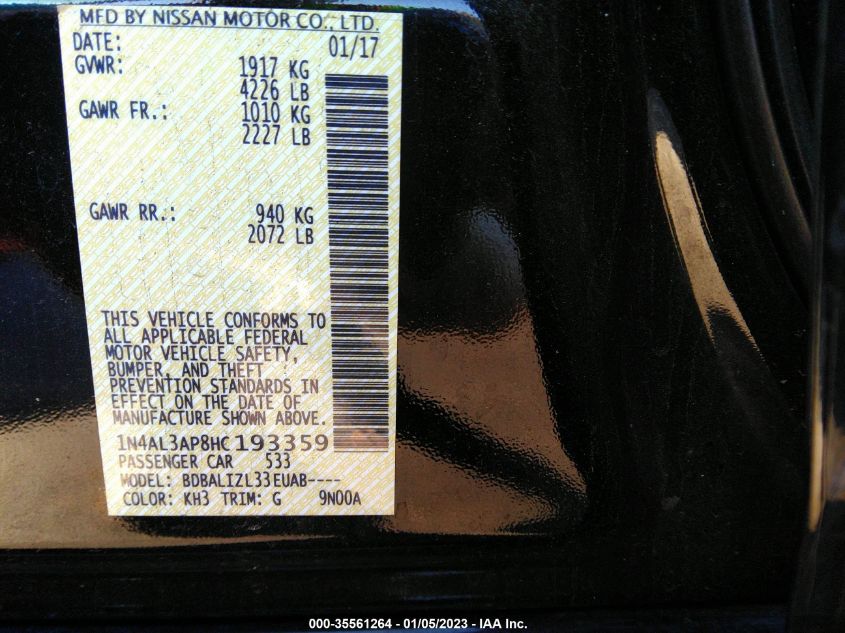 MFD BY NISSAN MOTOR CO., LTD.
DATE: 01/17
GVWR: 1917 KG
4226 LB
GAWR FR.: 1010 KG
2227 LB
GAWR RR.: 940 KG
2072 LB
THIS VEHICLE CONFORMS TO
ALL APPLICABLE FEDERAL
MOTOR VEHICLE SAFETY,
BUMPER, AND THEFT
PREVENTION STANDARDS IN
EFFECT ON THE DATE OF
MANUFACTURE SHOWN ABOVE.
1N4AL3AP8HC193359
PASSENGER CAR 533
MODEL: BDBALIZL33EUAB----
COLOR: KH3 TRIM: G 9N00A
000-35561264 - 01/05/2023 - IAA Inc.